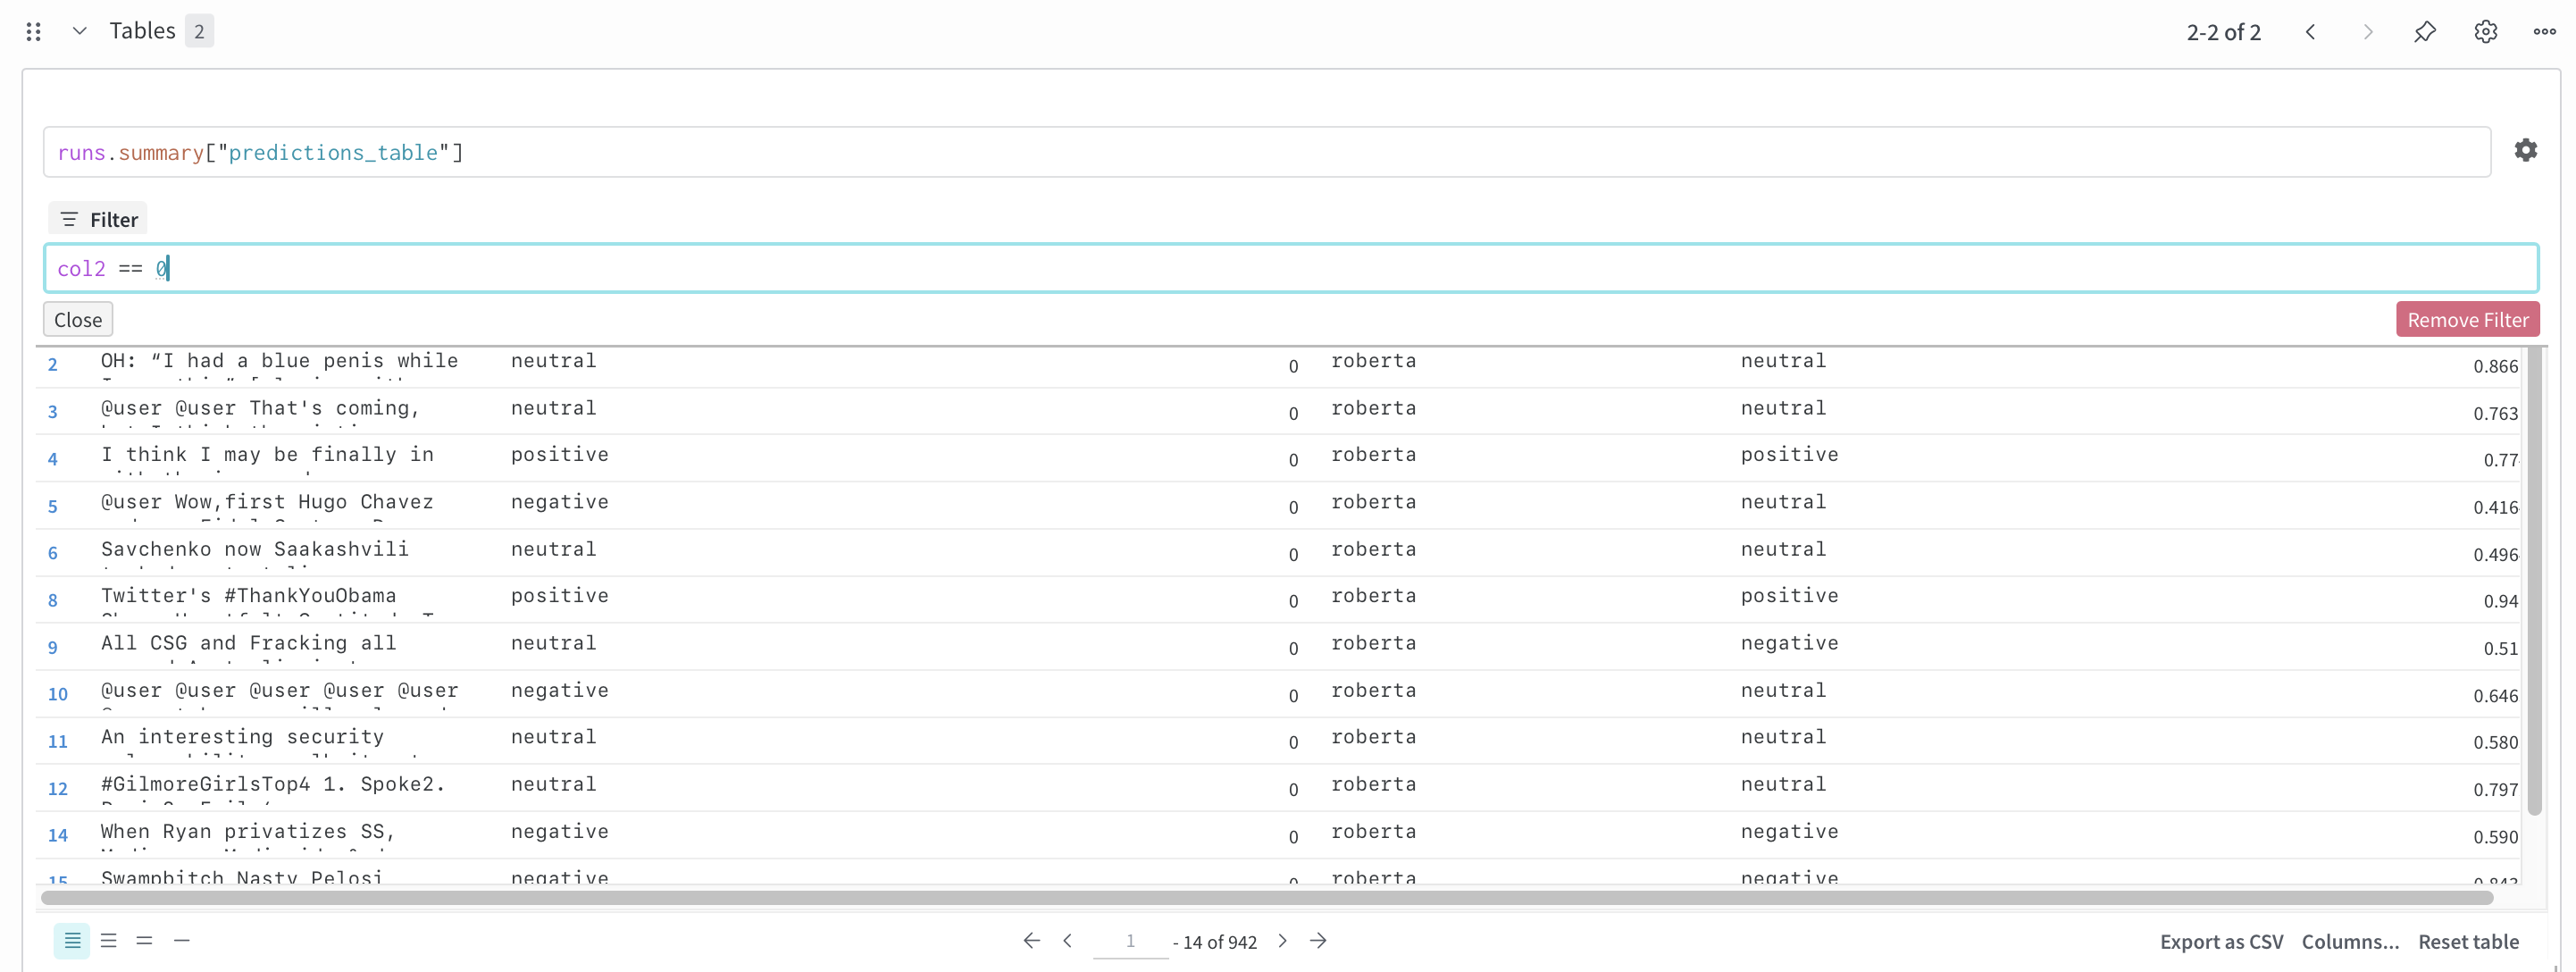 Tables 2
2-2 of 2
runs.summary["predictions_table"]
Filter
col2 == 0
Close
Remove Filter
2 OH: “I had a blue penis while neutral 0 roberta neutral 0.866
3 @user @user That's coming, neutral 0 roberta neutral 0.763
4 I think I may be finally in positive 0 roberta positive 0.77
5 @user Wow,first Hugo Chavez negative 0 roberta neutral 0.416
6 Savchenko now Saakashvili neutral 0 roberta neutral 0.496
8 Twitter's #ThankYouObama positive 0 roberta positive 0.94
9 All CSG and Fracking all neutral 0 roberta negative 0.51
10 @user @user @user @user @user negative 0 roberta neutral 0.646
11 An interesting security neutral 0 roberta neutral 0.580
12 #GilmoreGirlsTop4 1. Spoke2. neutral 0 roberta neutral 0.797
14 When Ryan privatizes SS, negative 0 roberta negative 0.590
15 Swampbitch Nasty Pelosi negative 0 roberta negative
1 - 14 of 942
Export as CSV Columns... Reset table